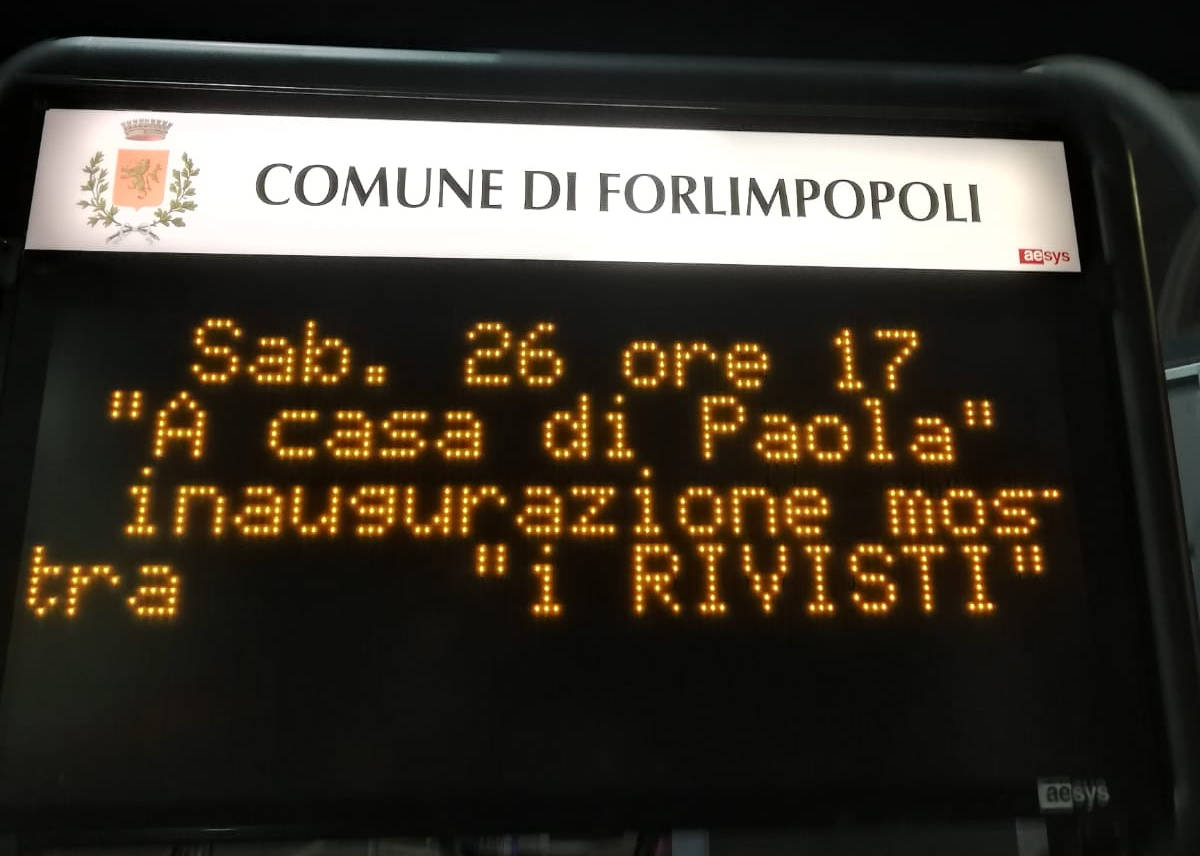 COMUNE DI FORLIMPOPOLI
aesys
Sab. 26 ore 17
"A casa di Paola"
inaugurazione mos
tra "i RIVISTI"
aesys